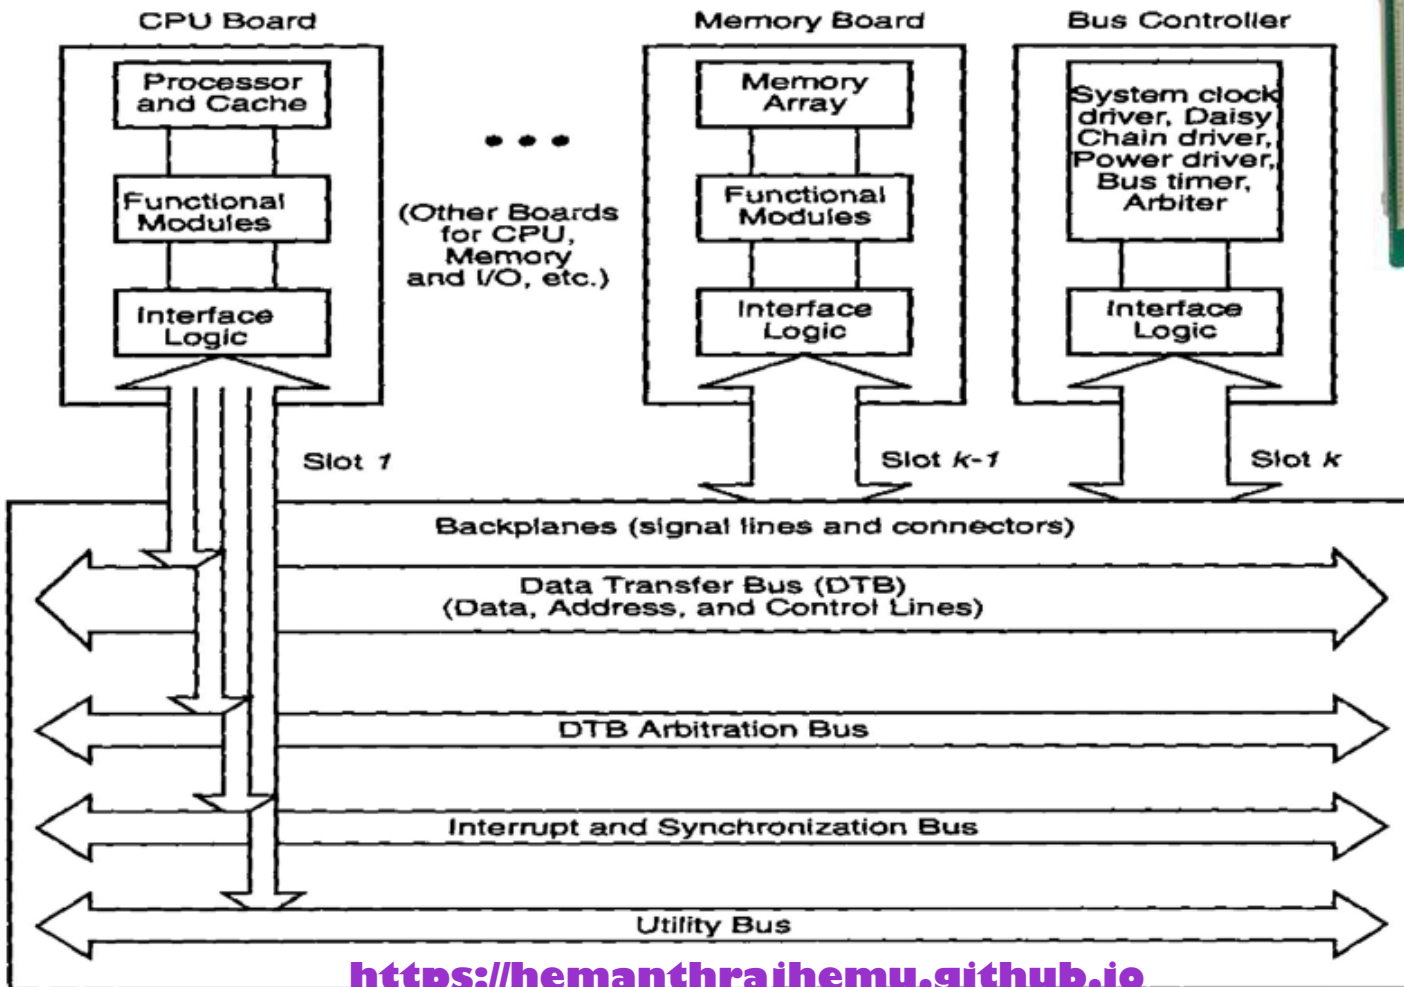 CPU Board
Processor
and Cache
Functional
Modules
Interface
Logic
Slot 1
• • •
(Other Boards
for CPU,
Memory
and I/O, etc.)
Memory Board
Memory
Array
Functional
Modules
Interface
Logic
Slot k-1
Bus Controller
System clock
driver, Daisy
Chain driver,
Power driver,
Bus timer,
Arbiter
Interface
Logic
Slot k
Backplanes (signal lines and connectors)
Data Transfer Bus (DTB)
(Data, Address, and Control Lines)
DTB Arbitration Bus
Interrupt and Synchronization Bus
Utility Bus
https://hemanthrajhemu.github.io